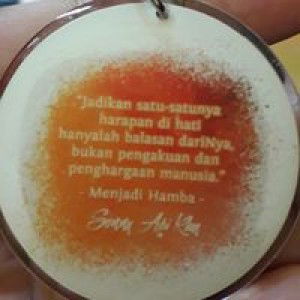 "Jadikan satu-satunya
harapan di hati
hanyalah balasan dariNya,
bukan pengakuan dan
penghargaan manusia."
- Menjadi Hamba -